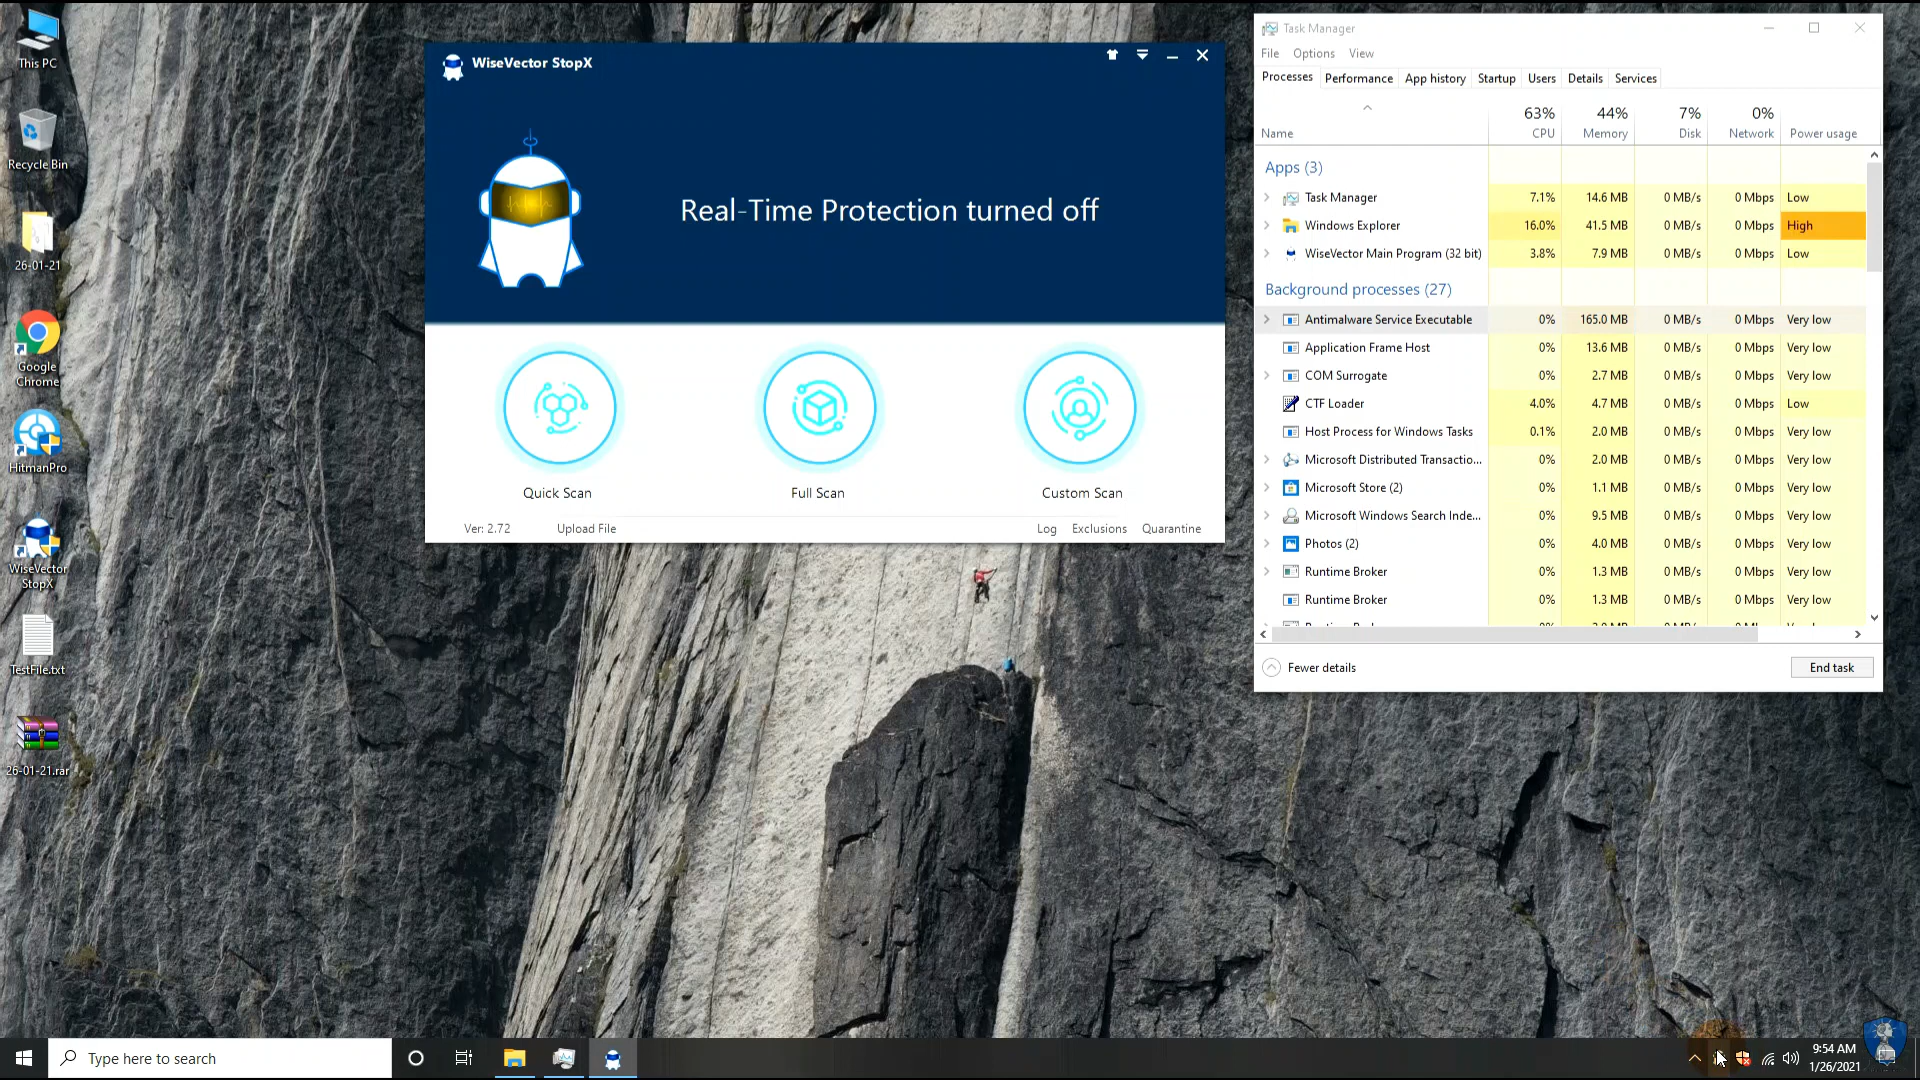 This PC
Recycle Bin
26-01-21
Google
Chrome
HitmanPro
WiseVector
StopX
TestFile.txt
26-01-21.rar
WiseVector StopX
Real-Time Protection turned off
Quick Scan
Full Scan
Custom Scan
Ver: 2.72
Upload File
Log
Exclusions
Quarantine
Task Manager
File Options View
Processes Performance App history Startup Users Details Services
63% 44% 7% 0%
Name CPU Memory Disk Network Power usage
Apps (3)
Task Manager 7.1% 14.6 MB 0 MB/s 0 Mbps Low
Windows Explorer 16.0% 41.5 MB 0 MB/s 0 Mbps High
WiseVector Main Program (32 bit) 3.8% 7.9 MB 0 MB/s 0 Mbps Low
Background processes (27)
Antimalware Service Executable 0% 165.0 MB 0 MB/s 0 Mbps Very low
Application Frame Host 0% 13.6 MB 0 MB/s 0 Mbps Very low
COM Surrogate 0% 2.7 MB 0 MB/s 0 Mbps Very low
CTF Loader 4.0% 4.7 MB 0 MB/s 0 Mbps Low
Host Process for Windows Tasks 0.1% 2.0 MB 0 MB/s 0 Mbps Very low
Microsoft Distributed Transactio... 0% 2.0 MB 0 MB/s 0 Mbps Very low
Microsoft Store (2) 0% 1.1 MB 0 MB/s 0 Mbps Very low
Microsoft Windows Search Inde... 0% 9.5 MB 0 MB/s 0 Mbps Very low
Photos (2) 0% 4.0 MB 0 MB/s 0 Mbps Very low
Runtime Broker 0% 1.3 MB 0 MB/s 0 Mbps Very low
Runtime Broker 0% 1.3 MB 0 MB/s 0 Mbps Very low
Fewer details
End task
Type here to search
9:54 AM
1/26/2021